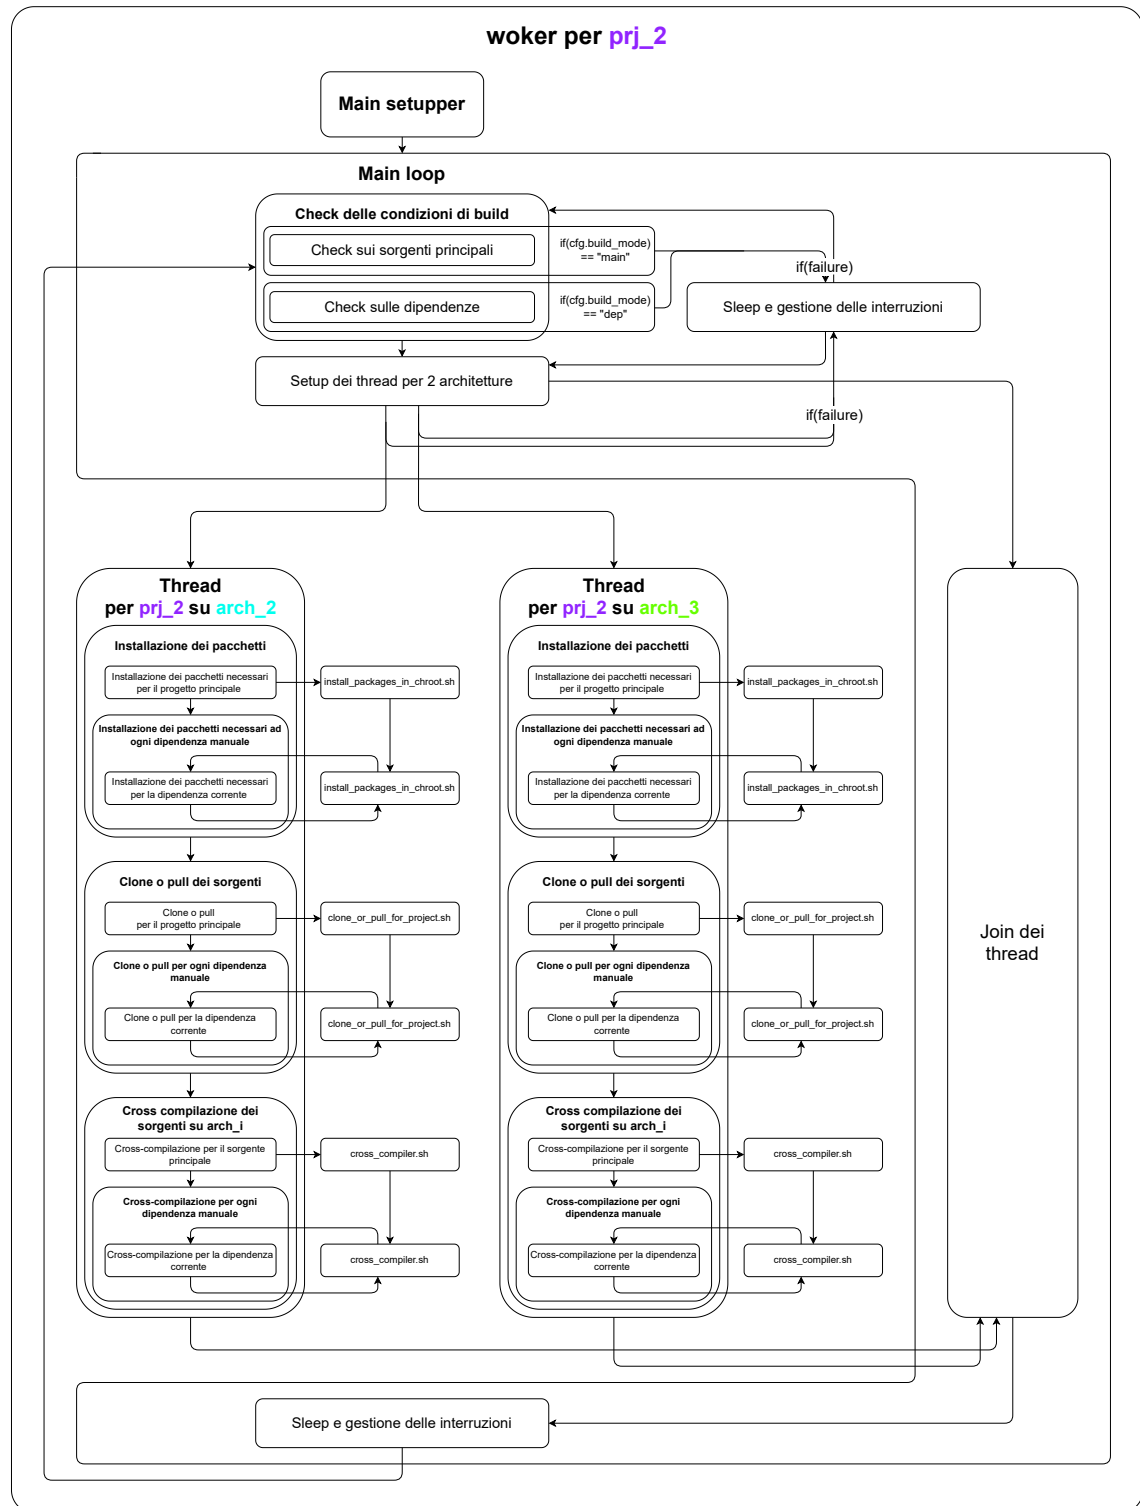 woker per prj_2
Main setupper
Main loop
Check delle condizioni di build
Check sui sorgenti principali
if(cfg.build_mode)
== "main"
if(failure)
Check sulle dipendenze
if(cfg.build_mode)
== "dep"
Sleep e gestione delle interruzioni
Setup dei thread per 2 architetture
if(failure)
Thread
per prj_2 su arch_2
Installazione dei pacchetti
Installazione dei pacchetti necessari
per il progetto principale
install_packages_in_chroot.sh
Installazione dei pacchetti necessari ad
ogni dipendenza manuale
Installazione dei pacchetti necessari
per la dipendenza corrente
install_packages_in_chroot.sh
Clone o pull dei sorgenti
Clone o pull
per il progetto principale
clone_or_pull_for_project.sh
Clone o pull per ogni dipendenza
manuale
Clone o pull per la dipendenza
corrente
clone_or_pull_for_project.sh
Cross compilazione dei
sorgenti su arch_i
Cross-compilazione per il sorgente
principale
cross_compiler.sh
Cross-compilazione per ogni
dipendenza manuale
Cross-compilazione per la dipendenza
corrente
cross_compiler.sh
Thread
per prj_2 su arch_3
Installazione dei pacchetti
Installazione dei pacchetti necessari
per il progetto principale
install_packages_in_chroot.sh
Installazione dei pacchetti necessari ad
ogni dipendenza manuale
Installazione dei pacchetti necessari
per la dipendenza corrente
install_packages_in_chroot.sh
Clone o pull dei sorgenti
Clone o pull
per il progetto principale
clone_or_pull_for_project.sh
Clone o pull per ogni dipendenza
manuale
Clone o pull per la dipendenza
corrente
clone_or_pull_for_project.sh
Cross compilazione dei
sorgenti su arch_i
Cross-compilazione per il sorgente
principale
cross_compiler.sh
Cross-compilazione per ogni
dipendenza manuale
Cross-compilazione per la dipendenza
corrente
cross_compiler.sh
Join dei
thread
Sleep e gestione delle interruzioni